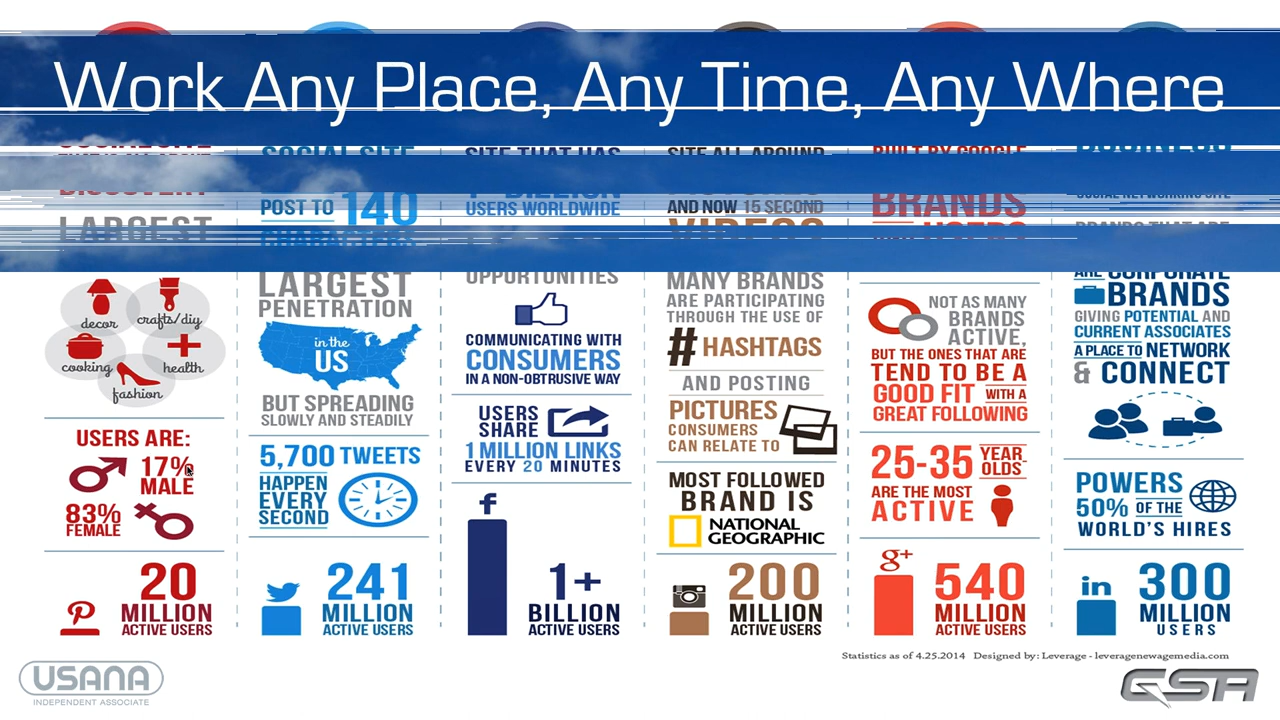 Work Any Place, Any Time, Any Where
decor
crafts/diy
cooking
health
fashion
USERS ARE:
17%
MALE
83%
FEMALE
20
MILLION
ACTIVE USERS
POST TO 140
LARGEST
PENETRATION
in the
US
BUT SPREADING
SLOWLY AND STEADILY
5,700 TWEETS
HAPPEN
EVERY
SECOND
241
MILLION
ACTIVE USERS
USERS WORLDWIDE
OPPORTUNITIES
COMMUNICATING WITH
CONSUMERS
IN A NON-OBTRUSIVE WAY
USERS
SHARE
1 MILLION LINKS
EVERY 20 MINUTES
f
1+
BILLION
ACTIVE USERS
AND NOW 15 SECOND
MANY BRANDS
ARE PARTICIPATING
THROUGH THE USE OF
# HASHTAGS
AND POSTING
PICTURES
CONSUMERS
CAN RELATE TO
MOST FOLLOWED
BRAND IS
NATIONAL
GEOGRAPHIC
200
MILLION
ACTIVE USERS
BRANDS
NOT AS MANY
BRANDS
ACTIVE,
BUT THE ONES THAT ARE
TEND TO BE A
GOOD FIT WITH A
GREAT FOLLOWING
25-35 YEAR
OLDS
ARE THE MOST
ACTIVE
g+
540
MILLION
ACTIVE USERS
ARE CORPORATE
BRANDS
GIVING POTENTIAL AND
CURRENT ASSOCIATES
A PLACE TO NETWORK
& CONNECT
POWERS
50% OF THE
WORLD'S HIRES
in
300
MILLION
USERS
Statistics as of 4.25.2014 Designed by: Leverage - leveragenewagemedia.com
USANA
INDEPENDENT ASSOCIATE
GSA